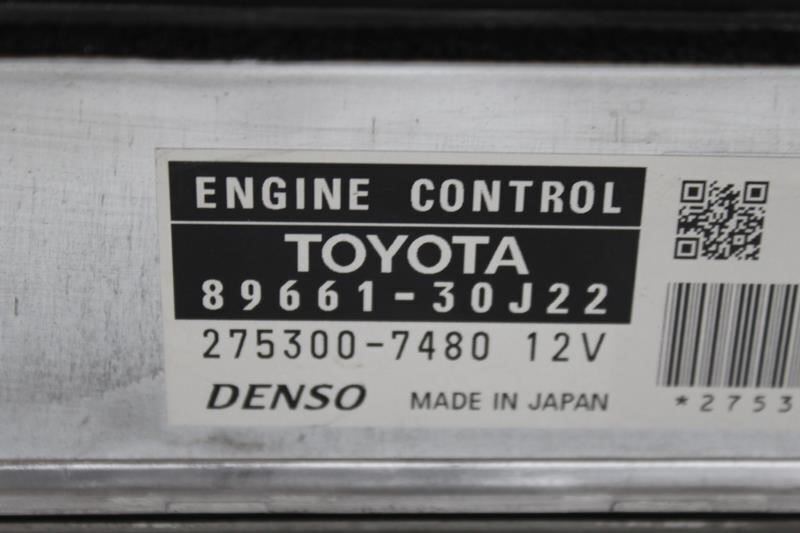 ENGINE CONTROL
TOYOTA
89661-30J22
275300-7480 12V
DENSO MADE IN JAPAN
*2753